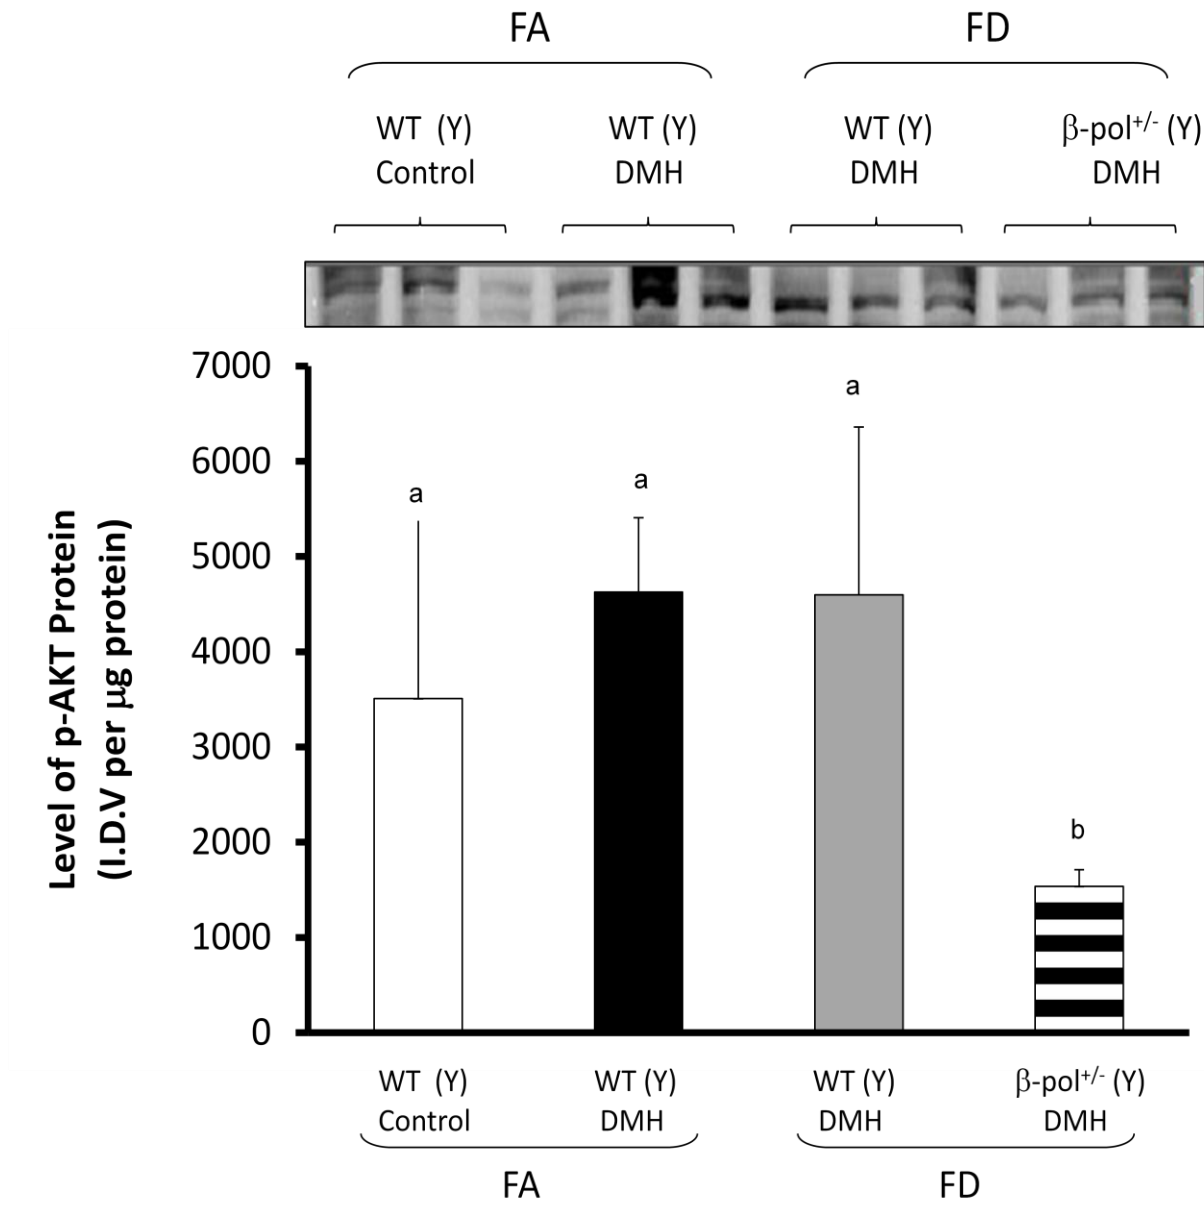 FA FD
WT (Y) WT (Y) WT (Y) β-pol+/- (Y)
Control DMH DMH DMH
7000
6000
5000
4000
3000
2000
1000
0
Level of p-AKT Protein
(I.D.V per µg protein)
a
a
a
b
WT (Y) WT (Y) WT (Y) β-pol+/- (Y)
Control DMH DMH DMH
FA FD